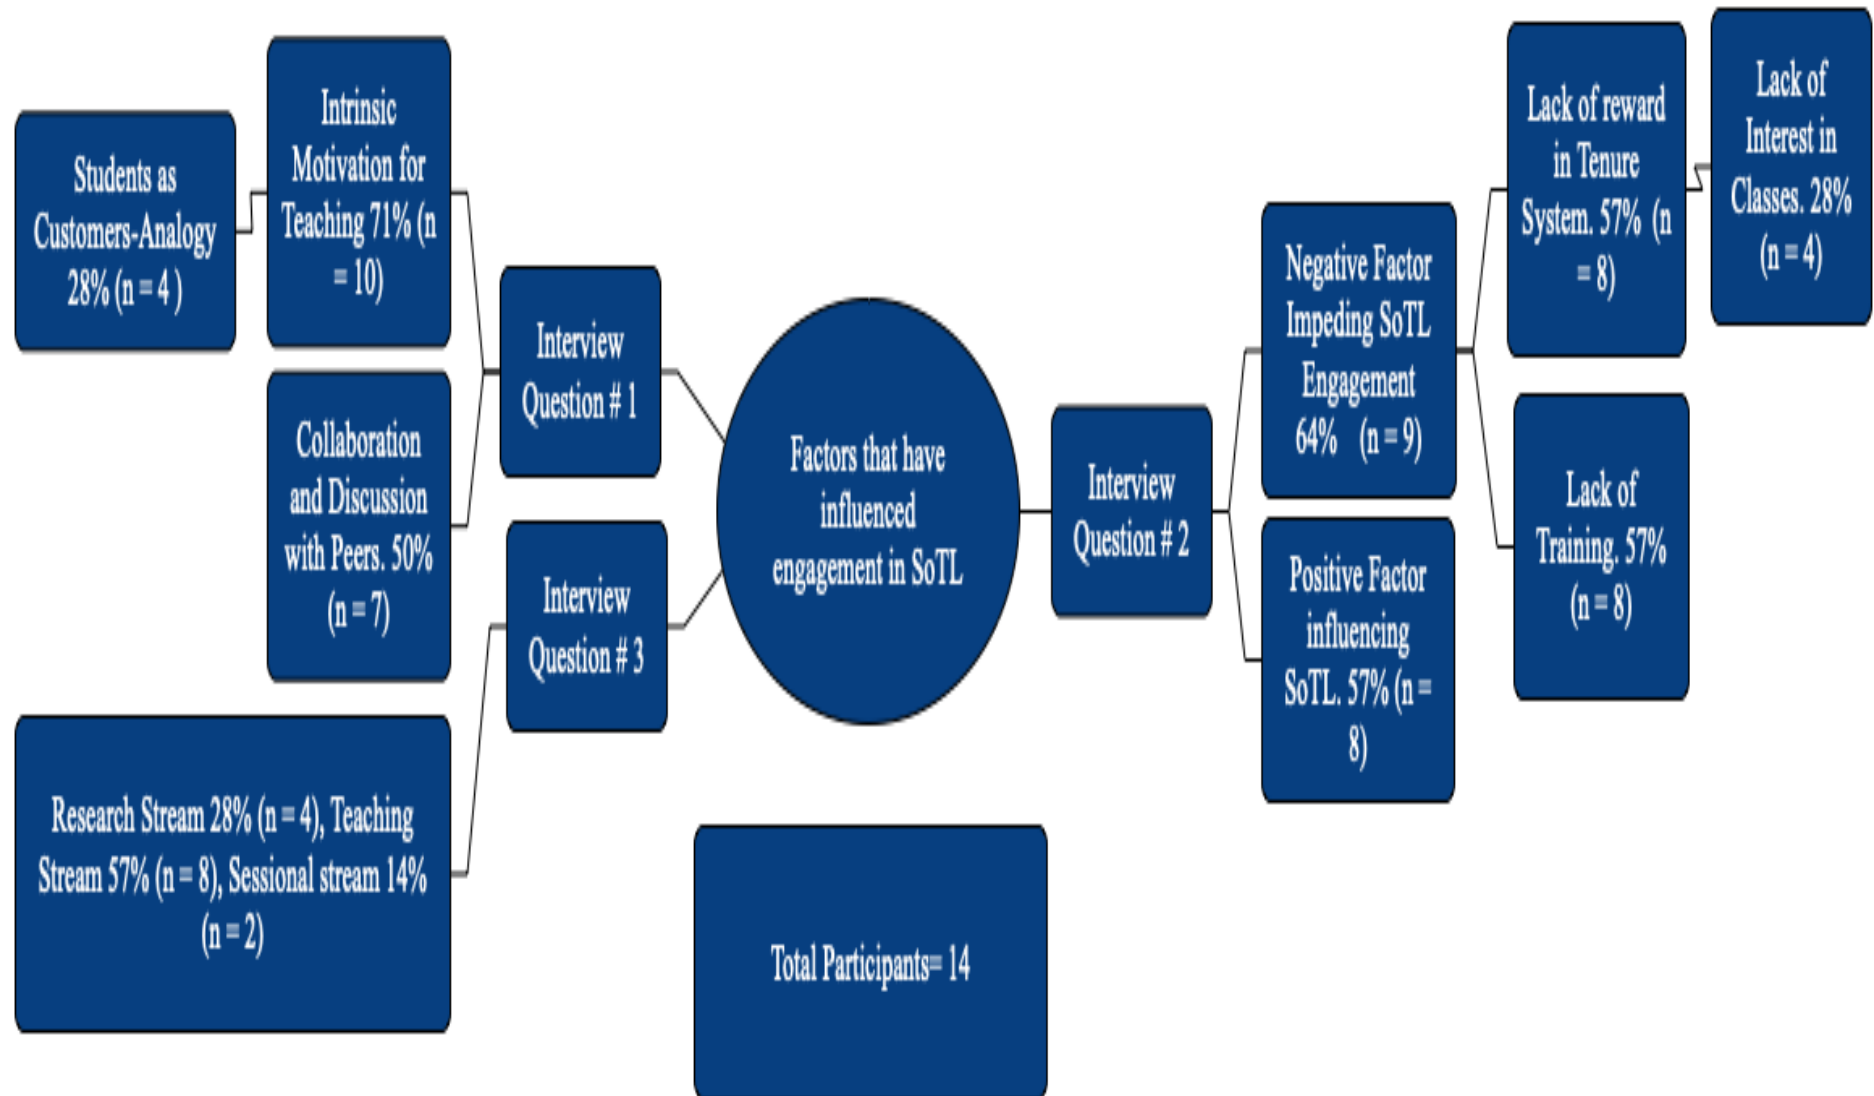 Students as
Customers-Analogy
28% (n = 4 )
Intrinsic
Motivation for
Teaching 71% (n
= 10)
Collaboration
and Discussion
with Peers. 50%
(n = 7)
Interview
Question # 1
Interview
Question # 3
Research Stream 28% (n = 4), Teaching
Stream 57% (n = 8), Sessional stream 14%
(n = 2)
Factors that have
influenced
engagement in SoTL
Total Participants= 14
Interview
Question # 2
Negative Factor
Impeding SoTL
Engagement
64% (n = 9)
Positive Factor
influencing
SoTL. 57% (n =
8)
Lack of reward
in Tenure
System. 57% (n
= 8)
Lack of
Training. 57%
(n = 8)
Lack of
Interest in
Classes. 28%
(n = 4)